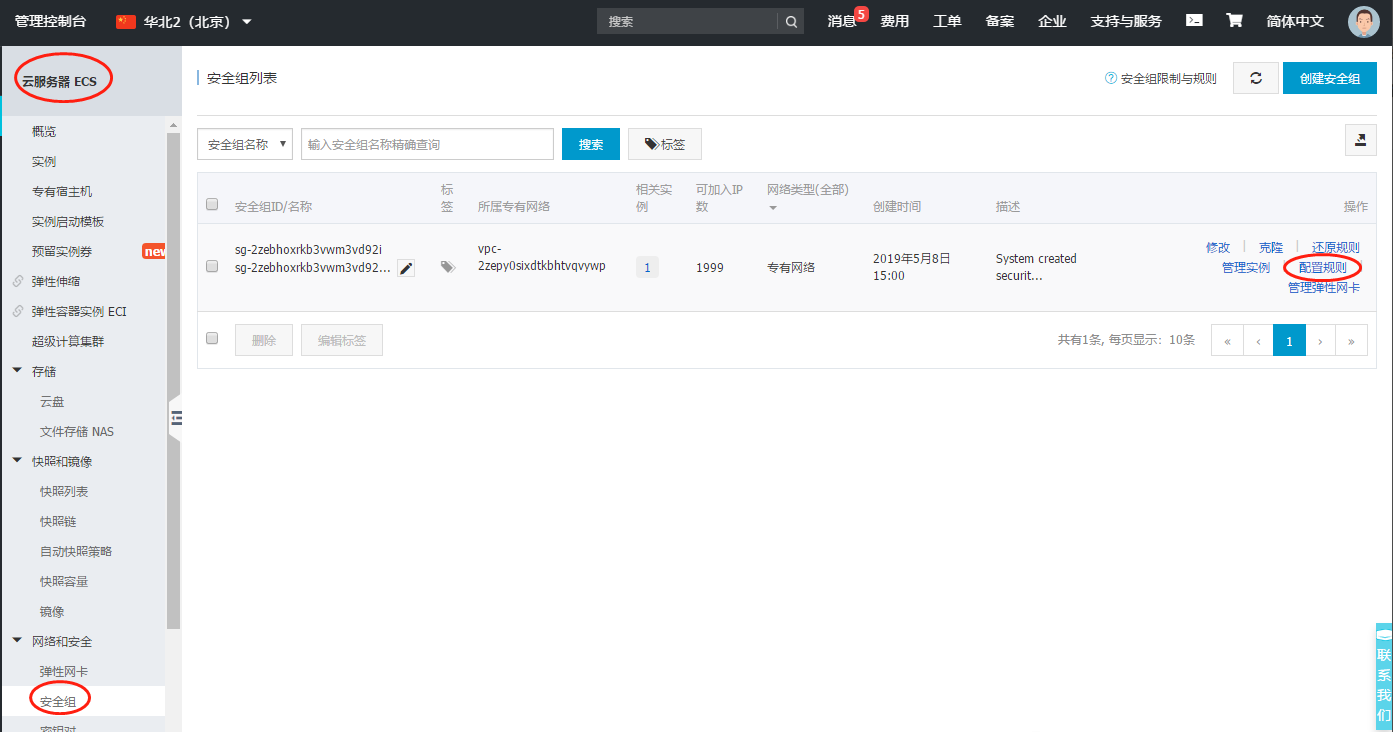 管理控制台
华北2（北京）
搜索
消息 5
费用
工单
备案
企业
支持与服务
简体中文
云服务器 ECS
概览
实例
专有宿主机
实例启动模板
预留实例券 new
弹性伸缩
弹性容器实例 ECI
超级计算集群
存储
云盘
文件存储 NAS
快照和镜像
快照列表
快照链
自动快照策略
快照容量
镜像
网络和安全
弹性网卡
安全组
密钥对
安全组列表
安全组限制与规则
创建安全组
安全组名称
输入安全组名称精确查询
搜索
标签
安全组ID/名称
标签
所属专有网络
相关实例
可加入IP数
网络类型(全部)
创建时间
描述
操作
sg-2zebhoxrkb3vwm3vd92i
sg-2zebhoxrkb3vwm3vd92...
vpc-
2zepy0sixdtkbhtvqvywp
1
1999
专有网络
2019年5月8日
15:00
System created
securit...
修改
克隆
还原规则
管理实例
配置规则
管理弹性网卡
删除
编辑标签
共有1条, 每页显示：10条
« ‹ 1 › »
联系我们